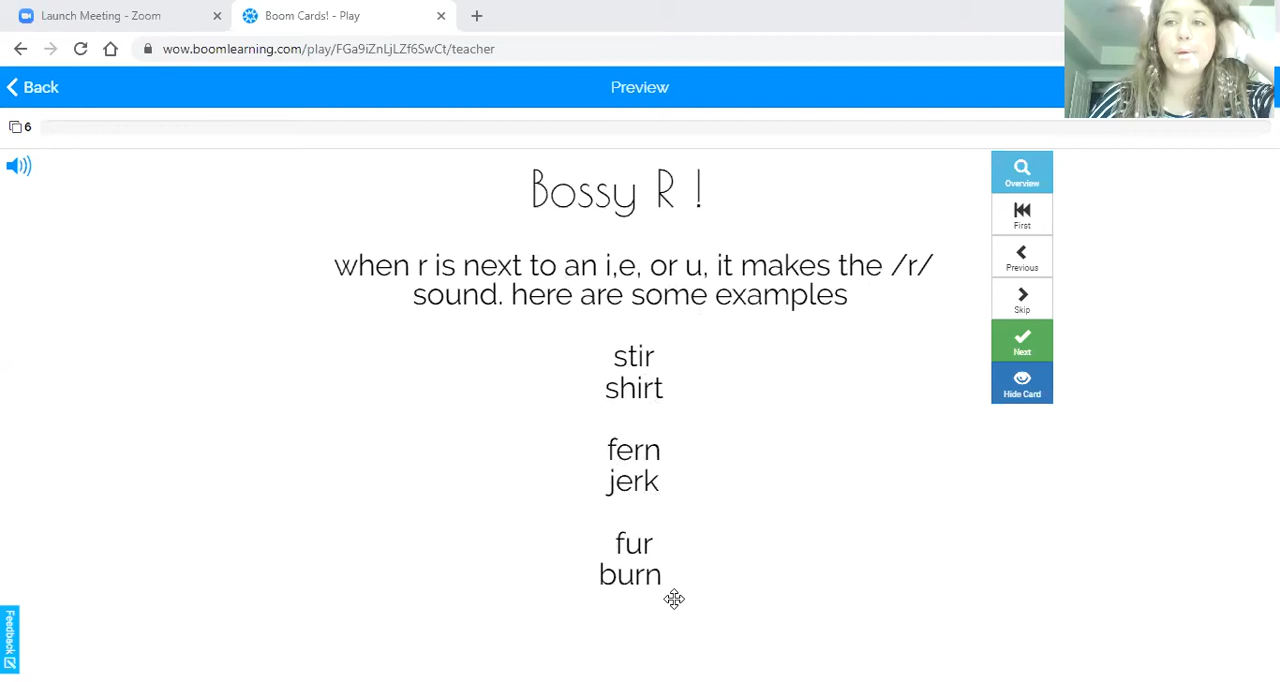 Launch Meeting - Zoom
Boom Cards! - Play
wow.boomlearning.com/play/FGa9iZnLjLZf6SwCt/teacher
Back
Preview
6
Bossy R !
when r is next to an i,e, or u, it makes the /r/
sound. here are some examples
stir
shirt
fern
jerk
fur
burn
Overview
First
Previous
Skip
Next
Hide Card
Feedback